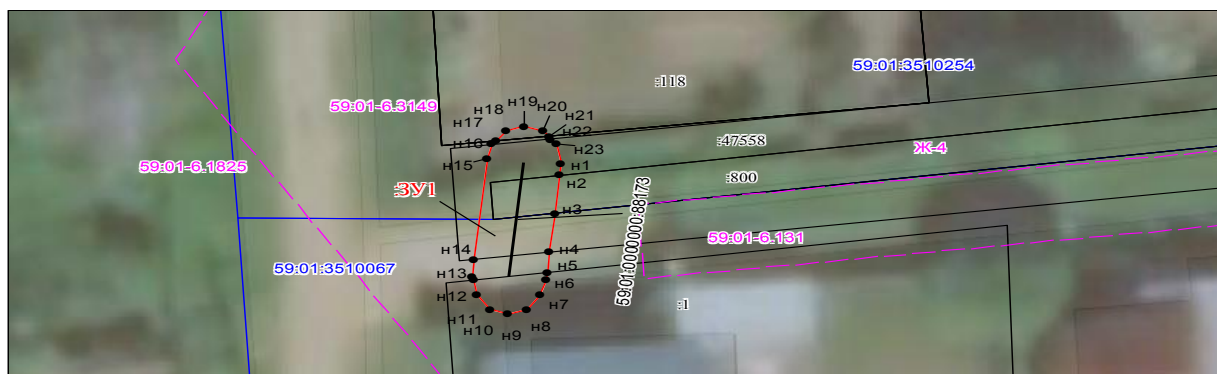 59:01:3510254
:118
59:01-6.3149
н19
н18
н20
н17
н21
н22
н16
н23
:47558
Ж-4
59:01-6.1825
н15
н1
н2
:800
:ЗУ1
59:01:0000000:88173
н3
59:01-6.131
н14
н4
59:01:3510067
н13
н5
н6
н12
н7
:1
н11
н10
н8
н9